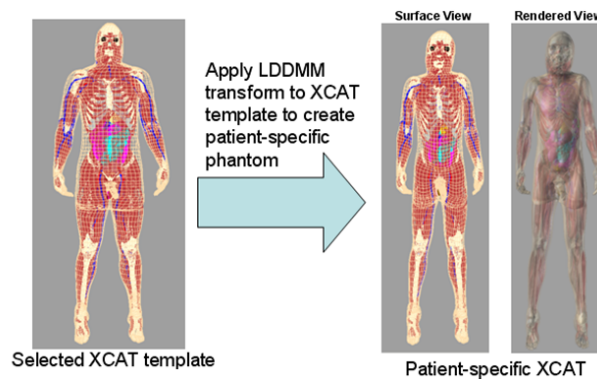 Surface View
Rendered View
Apply LDDMM
transform to XCAT
template to create
patient-specific
phantom
Selected XCAT template
Patient-specific XCAT